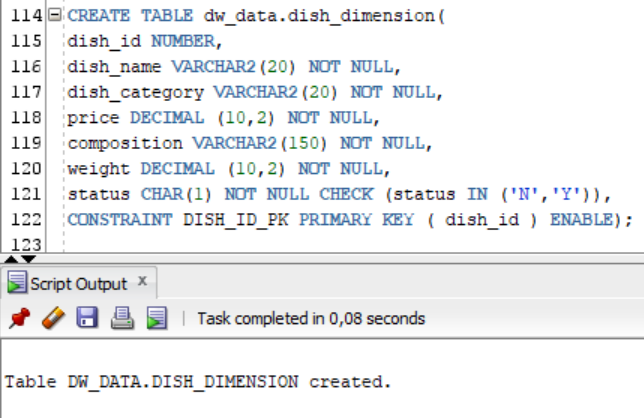 114 CREATE TABLE dw_data.dish_dimension(
115 dish_id NUMBER,
116 dish_name VARCHAR2(20) NOT NULL,
117 dish_category VARCHAR2(20) NOT NULL,
118 price DECIMAL (10,2) NOT NULL,
119 composition VARCHAR2(150) NOT NULL,
120 weight DECIMAL (10,2) NOT NULL,
121 status CHAR(1) NOT NULL CHECK (status IN ('N','Y')),
122 CONSTRAINT DISH_ID_PK PRIMARY KEY ( dish_id ) ENABLE);
123
Script Output x
Task completed in 0,08 seconds
Table DW_DATA.DISH_DIMENSION created.